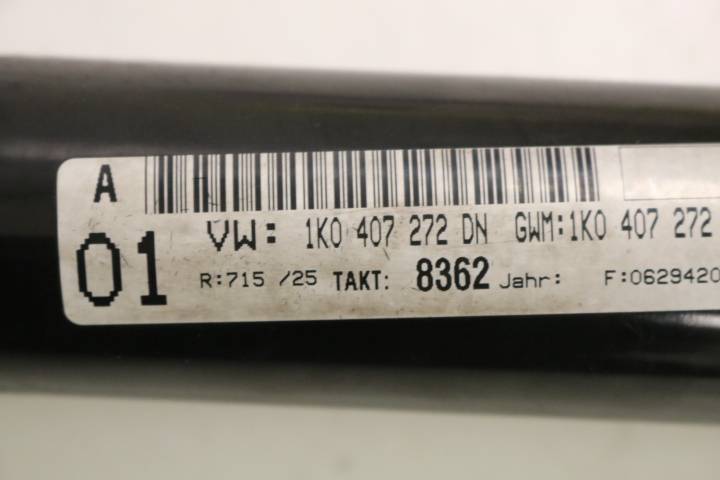 A
01
VW: 1K0 407 272 DN GWM:1K0 407 272
R:715 /25 TAKT: 8362 Jahr: F:0629420